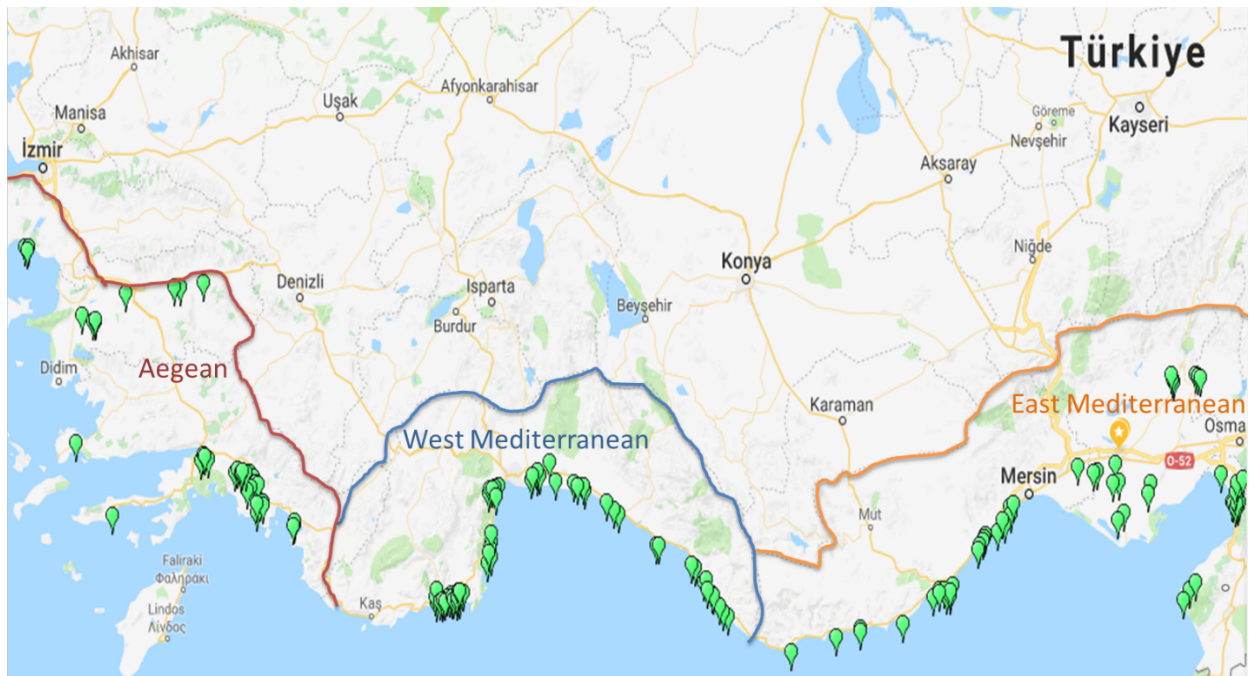 Türkiye
Akhisar
Afyonkarahisar
Uşak
Manisa
Göreme
Kayseri
Nevşehir
İzmir
Aksaray
Niğde
Konya
Denizli
Isparta
Beyşehir
Burdur
Aegean
Didim
Karaman
East Mediterranean
West Mediterranean
Osma
O-52
Mersin
Mut
Faliraki
Φαληράκι
Kaş
Lindos
Λίνδος